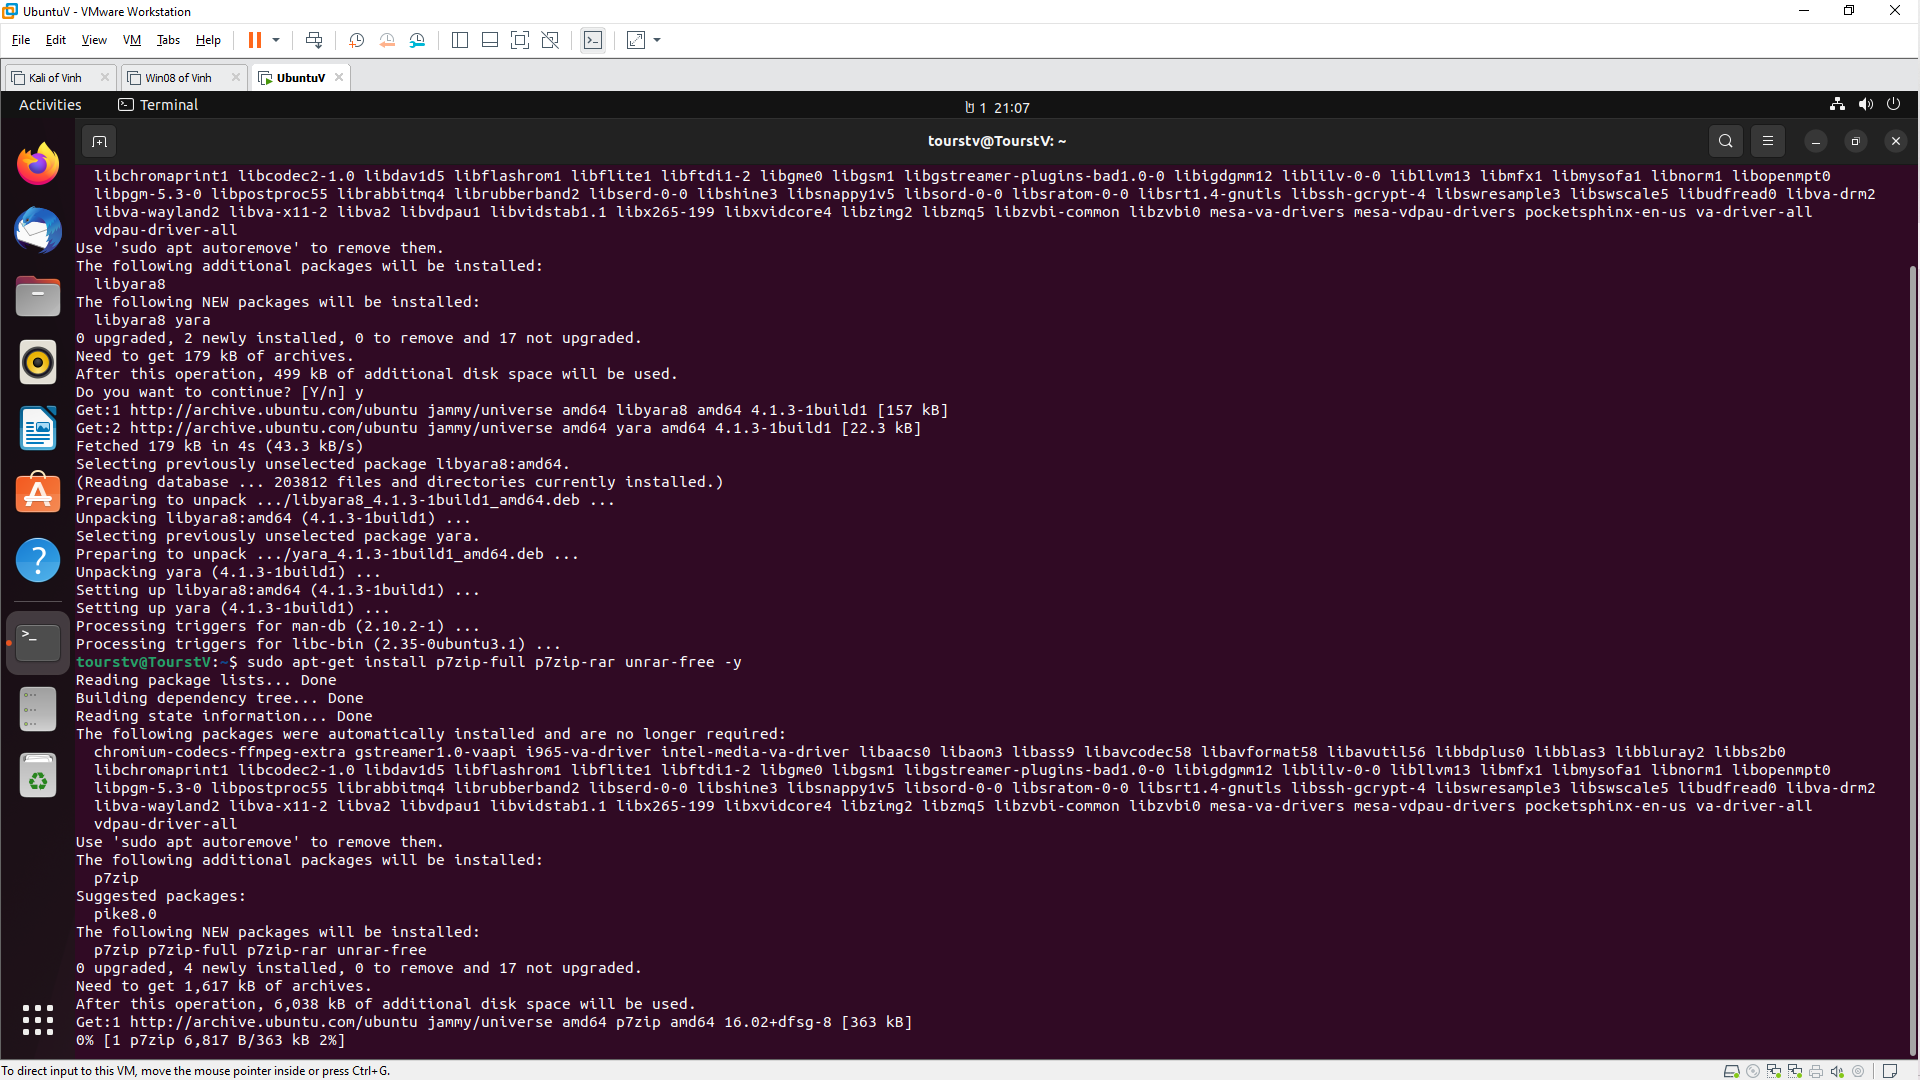 UbuntuV - VMware Workstation
File Edit View VM Tabs Help
Kali of Vinh Win08 of Vinh UbuntuV
Activities Terminal 1 21:07
tourstv@TourstV: ~
libchromaprint1 libcodec2-1.0 libdav1d5 libflashrom1 libflite1 libftdi1-2 libgme0 libgsm1 libgstreamer-plugins-bad1.0-0 libigdgmm12 liblilv-0-0 libllvm13 libmfx1 libmysofa1 libnorm1 libopenmpt0
libpgm-5.3-0 libpostproc55 librabbitmq4 librubberband2 libserd-0-0 libshine3 libsnappy1v5 libsord-0-0 libsratom-0-0 libsrt1.4-gnutls libssh-gcrypt-4 libswresample3 libswscale5 libudfread0 libva-drm2
libva-wayland2 libva-x11-2 libva2 libvdpau1 libvidstab1.1 libx265-199 libxvidcore4 libzimg2 libzmq5 libzvbi-common libzvbi0 mesa-va-drivers mesa-vdpau-drivers pocketsphinx-en-us va-driver-all
vdpau-driver-all
Use 'sudo apt autoremove' to remove them.
The following additional packages will be installed:
libyara8
The following NEW packages will be installed:
libyara8 yara
0 upgraded, 2 newly installed, 0 to remove and 17 not upgraded.
Need to get 179 kB of archives.
After this operation, 499 kB of additional disk space will be used.
Do you want to continue? [Y/n] y
Get:1 http://archive.ubuntu.com/ubuntu jammy/universe amd64 libyara8 amd64 4.1.3-1build1 [157 kB]
Get:2 http://archive.ubuntu.com/ubuntu jammy/universe amd64 yara amd64 4.1.3-1build1 [22.3 kB]
Fetched 179 kB in 4s (43.3 kB/s)
Selecting previously unselected package libyara8:amd64.
(Reading database ... 203812 files and directories currently installed.)
Preparing to unpack .../libyara8_4.1.3-1build1_amd64.deb ...
Unpacking libyara8:amd64 (4.1.3-1build1) ...
Selecting previously unselected package yara.
Preparing to unpack .../yara_4.1.3-1build1_amd64.deb ...
Unpacking yara (4.1.3-1build1) ...
Setting up libyara8:amd64 (4.1.3-1build1) ...
Setting up yara (4.1.3-1build1) ...
Processing triggers for man-db (2.10.2-1) ...
Processing triggers for libc-bin (2.35-0ubuntu3.1) ...
tourstv@TourstV:~$ sudo apt-get install p7zip-full p7zip-rar unrar-free -y
Reading package lists... Done
Building dependency tree... Done
Reading state information... Done
The following packages were automatically installed and are no longer required:
chromium-codecs-ffmpeg-extra gstreamer1.0-vaapi i965-va-driver intel-media-va-driver libaacs0 libaom3 libass9 libavcodec58 libavformat58 libavutil56 libbdplus0 libblas3 libbluray2 libbs2b0
libchromaprint1 libcodec2-1.0 libdav1d5 libflashrom1 libflite1 libftdi1-2 libgme0 libgsm1 libgstreamer-plugins-bad1.0-0 libigdgmm12 liblilv-0-0 libllvm13 libmfx1 libmysofa1 libnorm1 libopenmpt0
libpgm-5.3-0 libpostproc55 librabbitmq4 librubberband2 libserd-0-0 libshine3 libsnappy1v5 libsord-0-0 libsratom-0-0 libsrt1.4-gnutls libssh-gcrypt-4 libswresample3 libswscale5 libudfread0 libva-drm2
libva-wayland2 libva-x11-2 libva2 libvdpau1 libvidstab1.1 libx265-199 libxvidcore4 libzimg2 libzmq5 libzvbi-common libzvbi0 mesa-va-drivers mesa-vdpau-drivers pocketsphinx-en-us va-driver-all
vdpau-driver-all
Use 'sudo apt autoremove' to remove them.
The following additional packages will be installed:
p7zip
Suggested packages:
pike8.0
The following NEW packages will be installed:
p7zip p7zip-full p7zip-rar unrar-free
0 upgraded, 4 newly installed, 0 to remove and 17 not upgraded.
Need to get 1,617 kB of archives.
After this operation, 6,038 kB of additional disk space will be used.
Get:1 http://archive.ubuntu.com/ubuntu jammy/universe amd64 p7zip amd64 16.02+dfsg-8 [363 kB]
0% [1 p7zip 6,817 B/363 kB 2%]
To direct input to this VM, move the mouse pointer inside or press Ctrl+G.